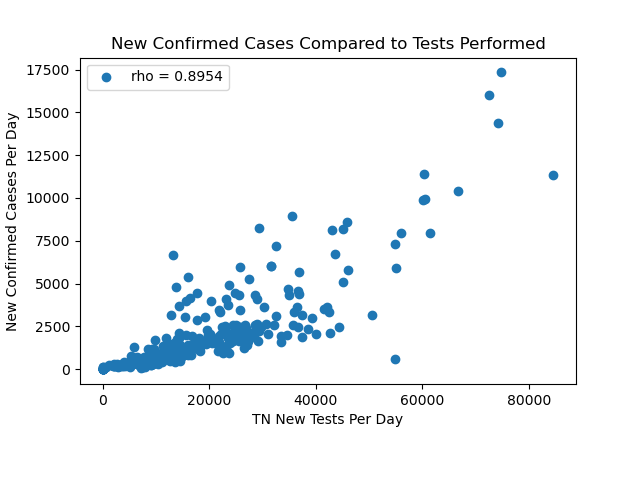 New Confirmed Cases Compared to Tests Performed
rho = 0.8954
17500
15000
12500
10000
7500
5000
2500
0
New Confirmed Caeses Per Day
0 20000 40000 60000 80000
TN New Tests Per Day